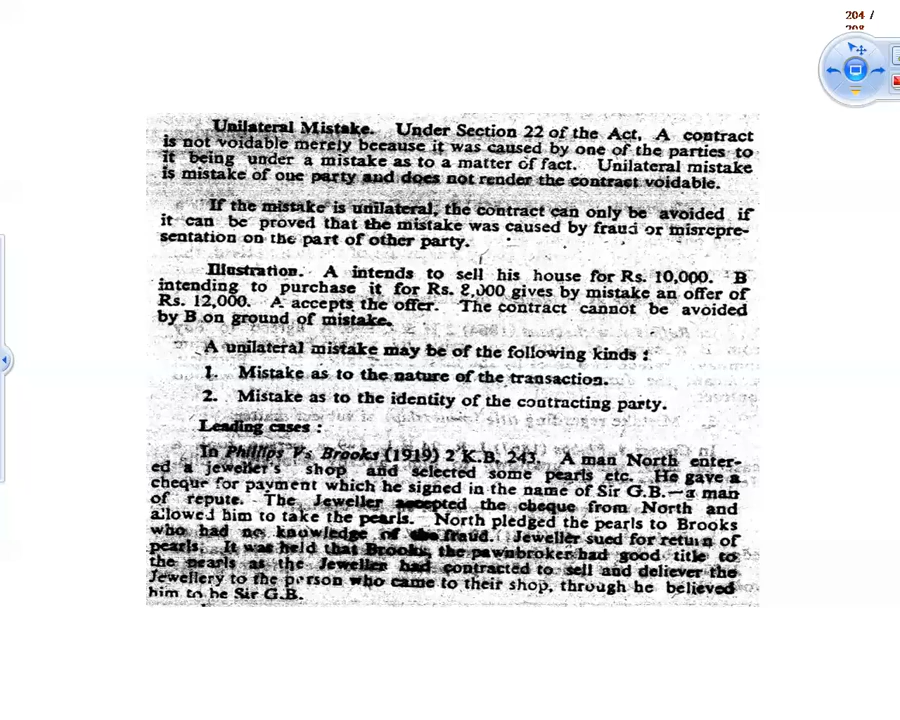 204 /
208
Unilateral Mistake. Under Section 22 of the Act, A contract
is not voidable merely because it was caused by one of the parties to
it being under a mistake as to a matter of fact. Unilateral mistake
is mistake of one party and does not render the contract voidable.
If the mistake is unilateral, the contract can only be avoided if
it can be proved that the mistake was caused by fraud or misrepre-
sentation on the part of other party.
Illustration. A intends to sell his house for Rs. 10,000. B
intending to purchase it for Rs. 8,000 gives by mistake an offer of
Rs. 12,000. A accepts the offer. The contract cannot be avoided
by B on ground of mistake.
A unilateral mistake may be of the following kinds :
1. Mistake as to the nature of the transaction.
2. Mistake as to the identity of the contracting party.
Leading cases :
In Phillips Vs Brooks (1919) 2 K.B. 243. A man North enter-
ed a jeweller's shop and selected some pearls etc. He gave a
cheque for payment which he signed in the name of Sir G.B.—a man
of repute. The Jeweller accepted the cheque from North and
allowed him to take the pearls. North pledged the pearls to Brooks
who had no knowledge of the fraud. Jeweller sued for return of
pearls. It was held that Brooks, the pawnbroker had good title to
the pearls as the Jeweller had contracted to sell and deliever the
Jewellery to the person who came to their shop, through he believed
him to be Sir G.B.